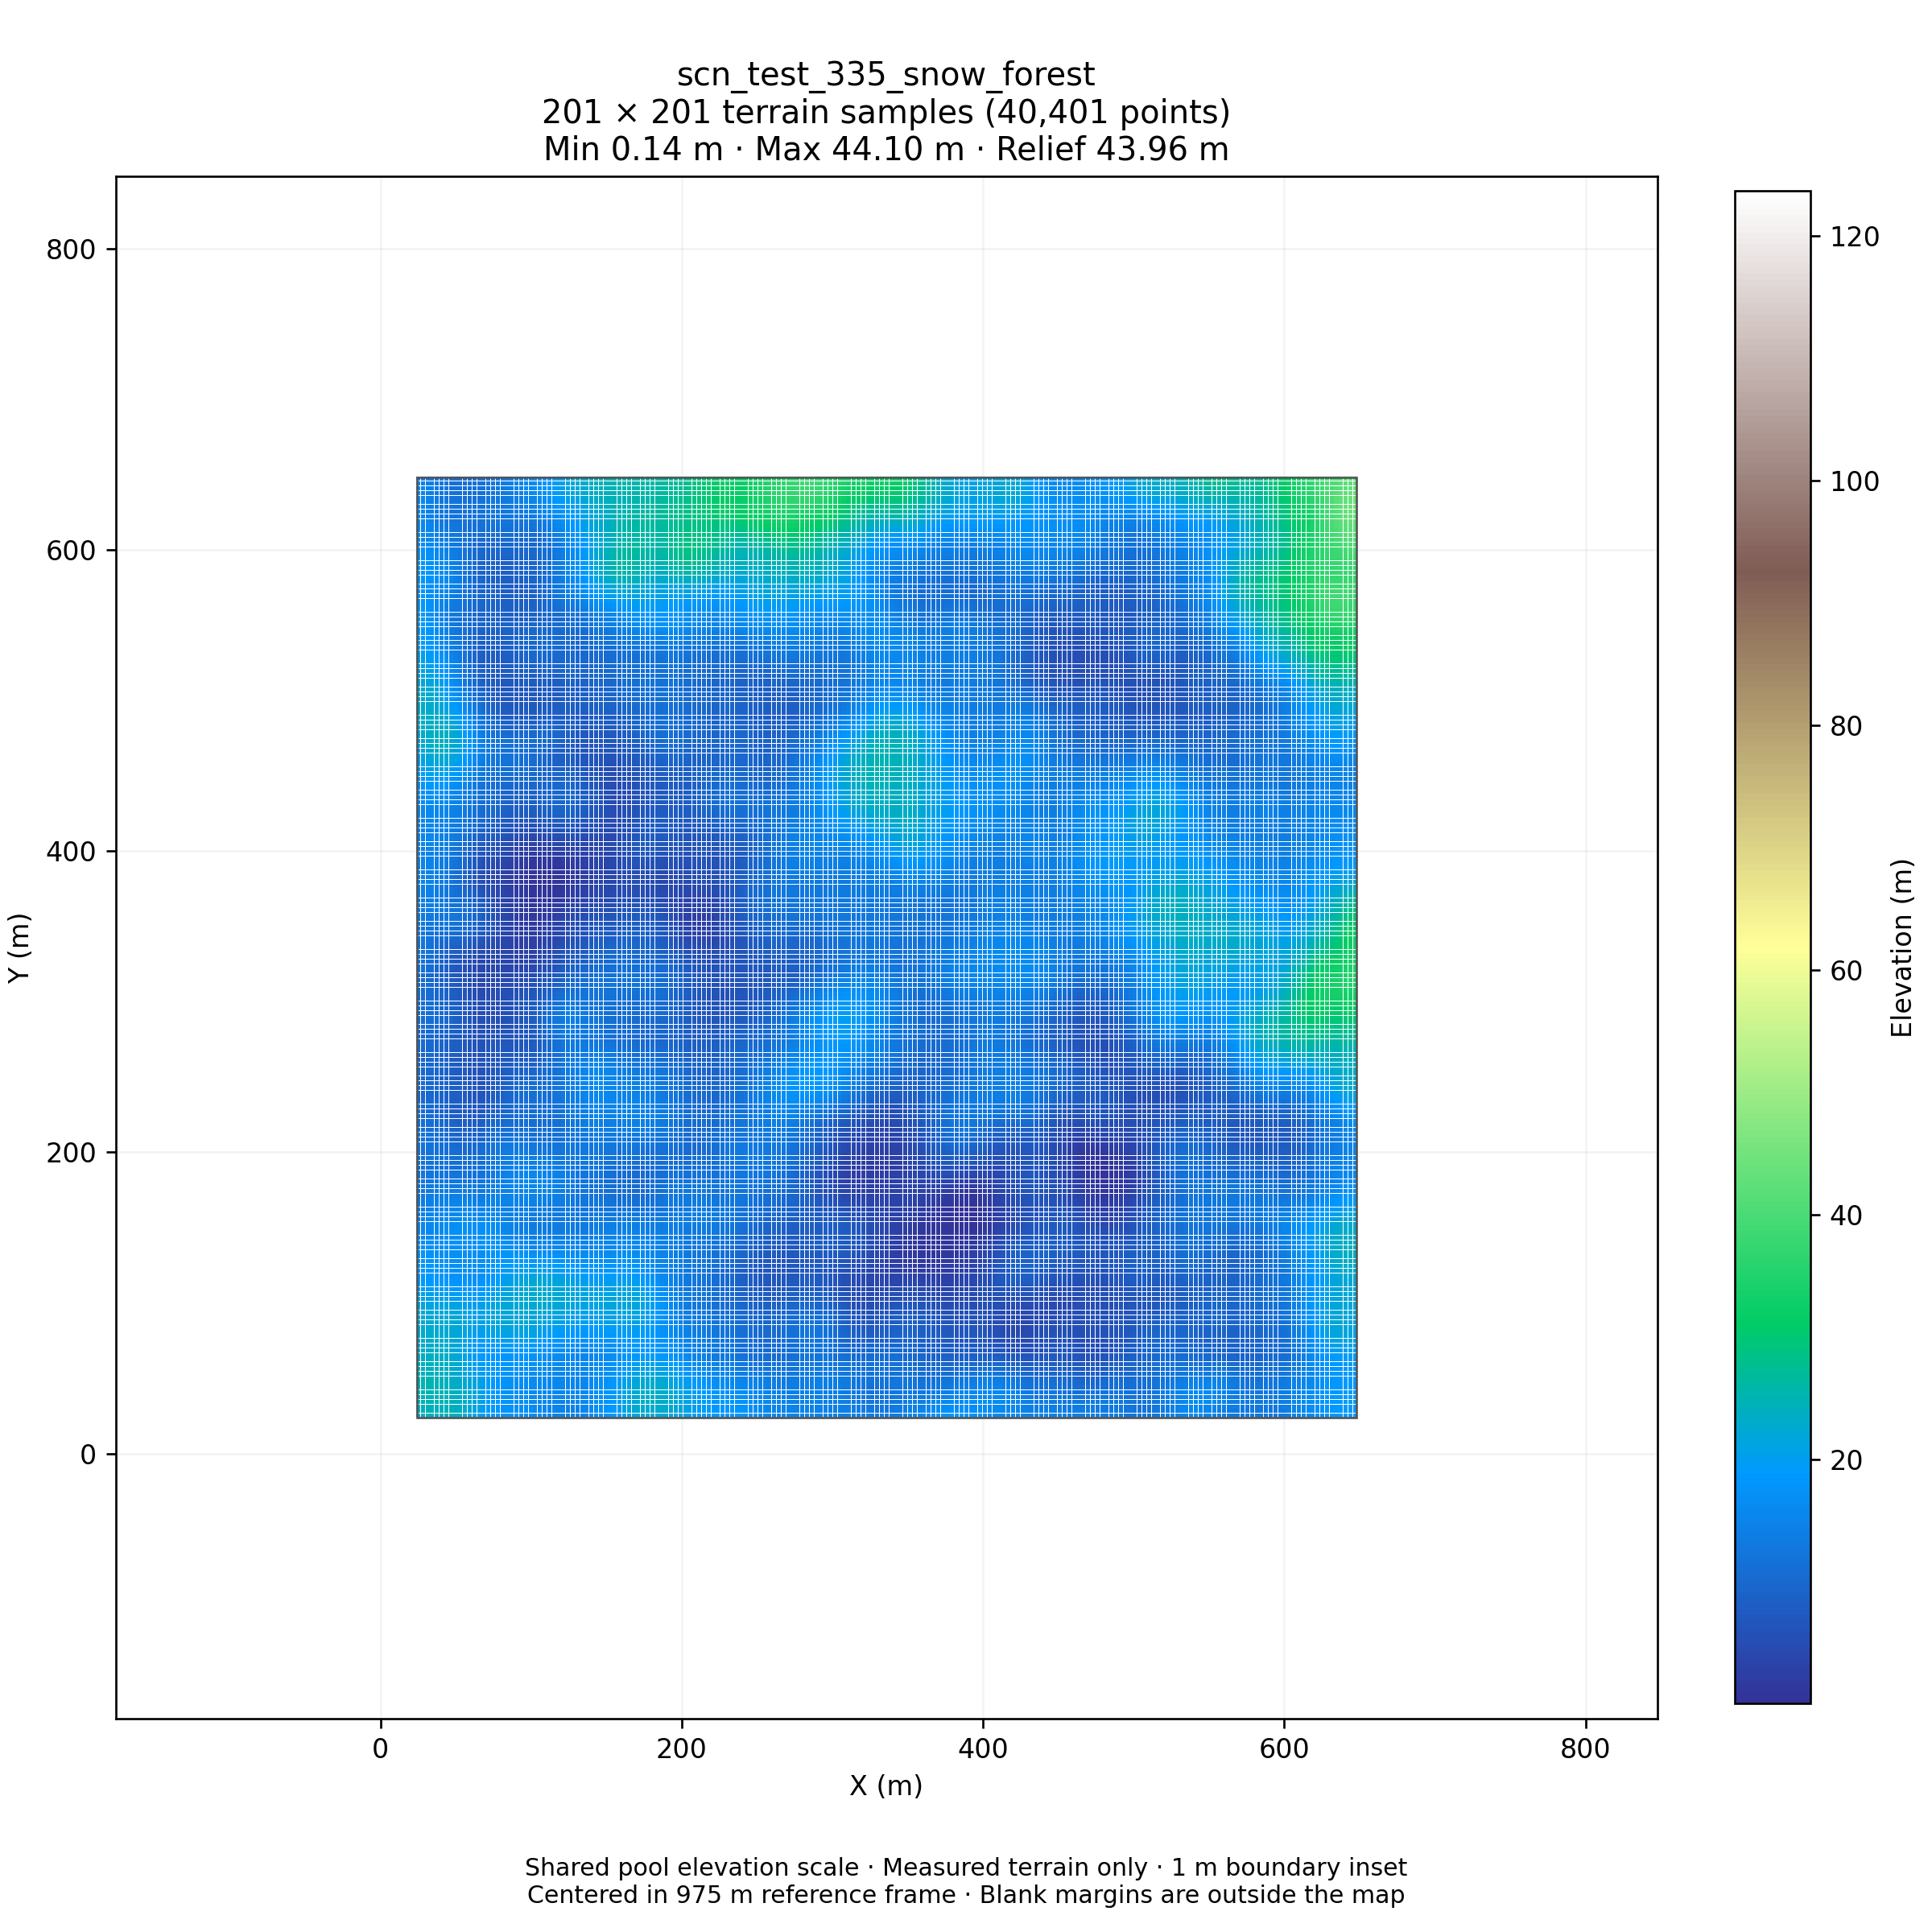 scn_test_335_snow_forest
201 × 201 terrain samples (40,401 points)
Min 0.14 m · Max 44.10 m · Relief 43.96 m
800
600
400
200
0
Y (m)
0
200
400
600
800
X (m)
120
100
80
60
40
20
Elevation (m)
Shared pool elevation scale · Measured terrain only · 1 m boundary inset
Centered in 975 m reference frame · Blank margins are outside the map